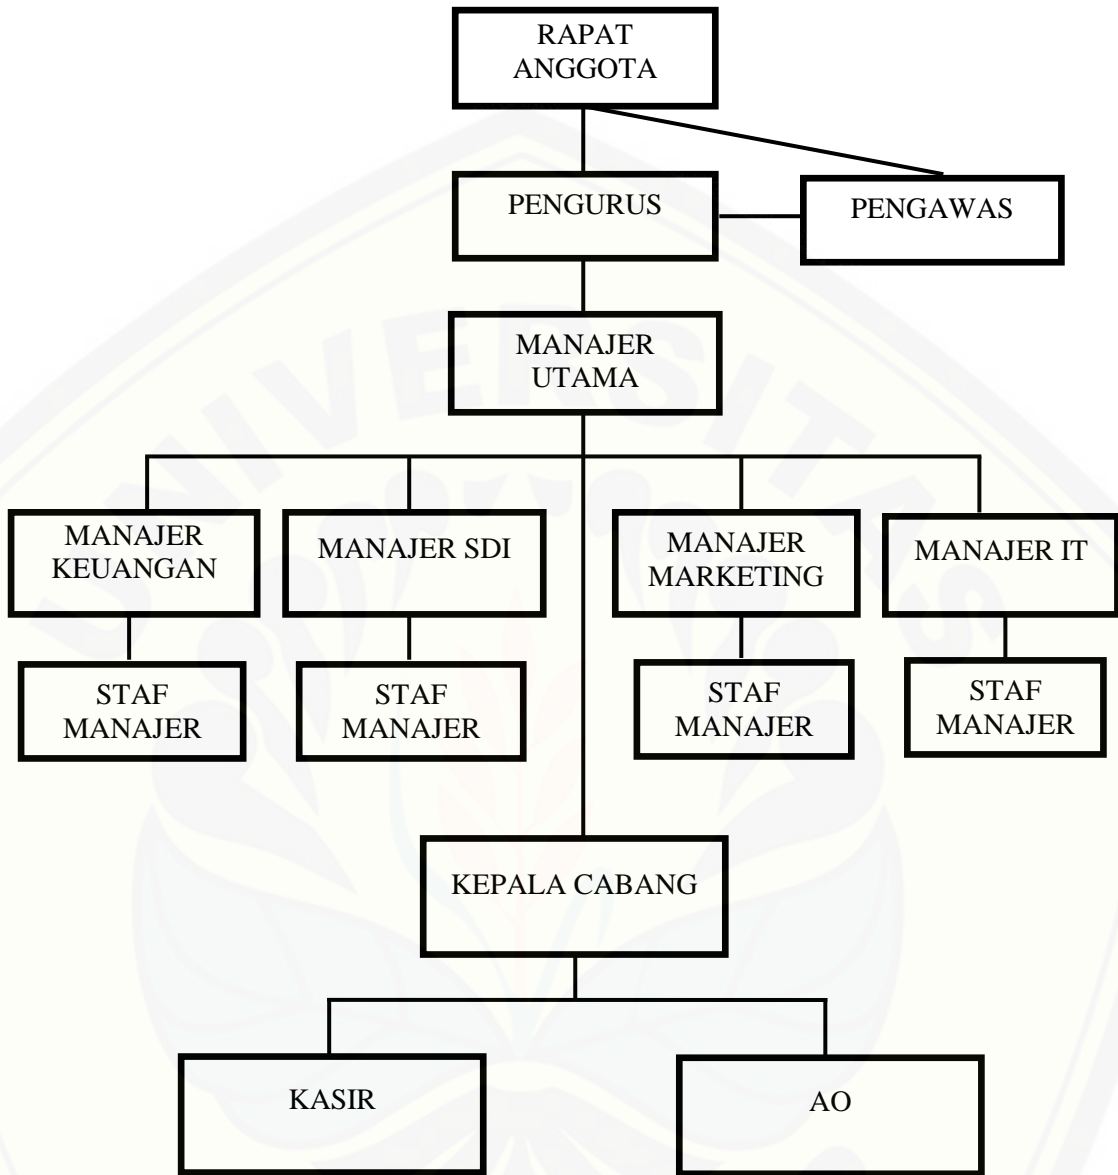 RAPAT
ANGGOTA
PENGURUS
PENGAWAS
MANAJER
UTAMA
MANAJER
KEUANGAN
MANAJER SDI
MANAJER
MARKETING
MANAJER IT
STAF
MANAJER
STAF
MANAJER
STAF
MANAJER
STAF
MANAJER
KEPALA CABANG
KASIR
AO
UNIVERSITAS